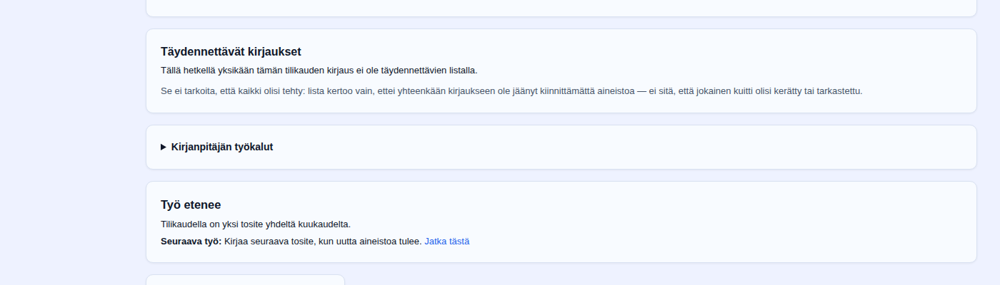 Täydennettävät kirjaukset
Tällä hetkellä yksikään tämän tilikauden kirjaus ei ole täydennettävien listalla.
Se ei tarkoita, että kaikki olisi tehty: lista kertoo vain, ettei yhteenkään kirjaukseen ole jäänyt kiinnittämättä aineistoa — ei sitä, että jokainen kuitti olisi kerätty tai tarkastettu.
Kirjanpitäjän työkalut
Työ etenee
Tilikaudella on yksi tosite yhdeltä kuukaudelta.
Seuraava työ: Kirjaa seuraava tosite, kun uutta aineistoa tulee. Jatka tästä